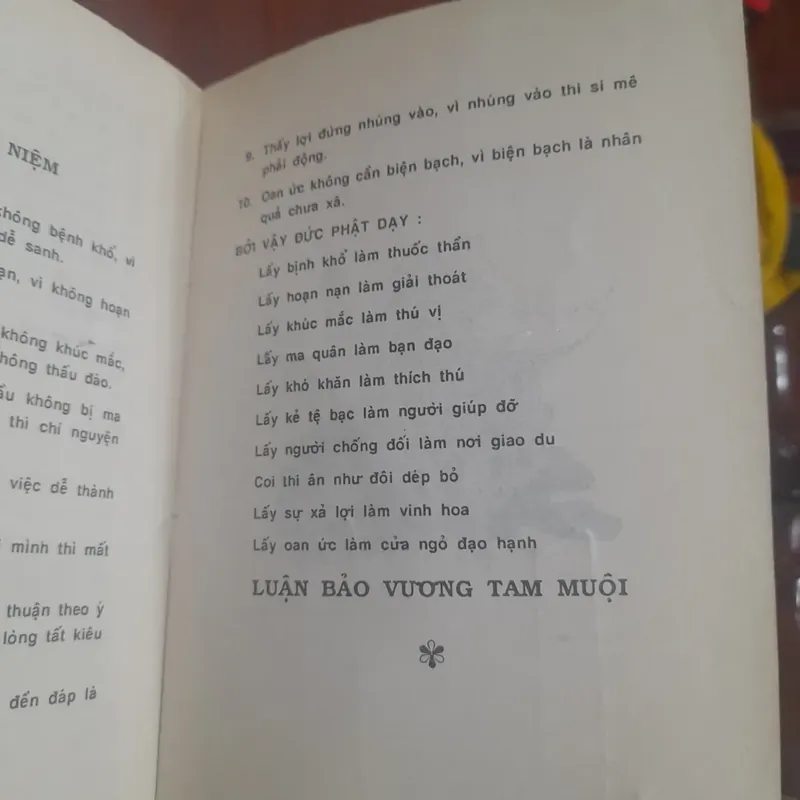 NIỆM
không bệnh khổ, vì
dễ sanh.
ạn, vì không hoạn
không khúc mắc,
hông thấu đáo.
ầu không bị ma
thì chí nguyện
việc dễ thành
mình thì mất
thuận theo ý
lòng tất kiêu
đến đáp là
9. Thấy lợi đừng nhúng vào, vì nhúng vào thì si mê
phải động.
10. Oan ức không cần biện bạch, vì biện bạch là nhân
quả chưa xả.
BỞI VẬY ĐỨC PHẬT DẠY :
Lấy bịnh khổ làm thuốc thần
Lấy hoạn nạn làm giải thoát
Lấy khúc mắc làm thú vị
Lấy ma quân làm bạn đạo
Lấy khó khăn làm thích thú
Lấy kẻ tệ bạc làm người giúp đỡ
Lấy người chống đối làm nơi giao du
Coi thi ân như đôi dép bỏ
Lấy sự xả lợi làm vinh hoa
Lấy oan ức làm cửa ngỏ đạo hạnh
LUẬN BẢO VƯƠNG TAM MUỘI